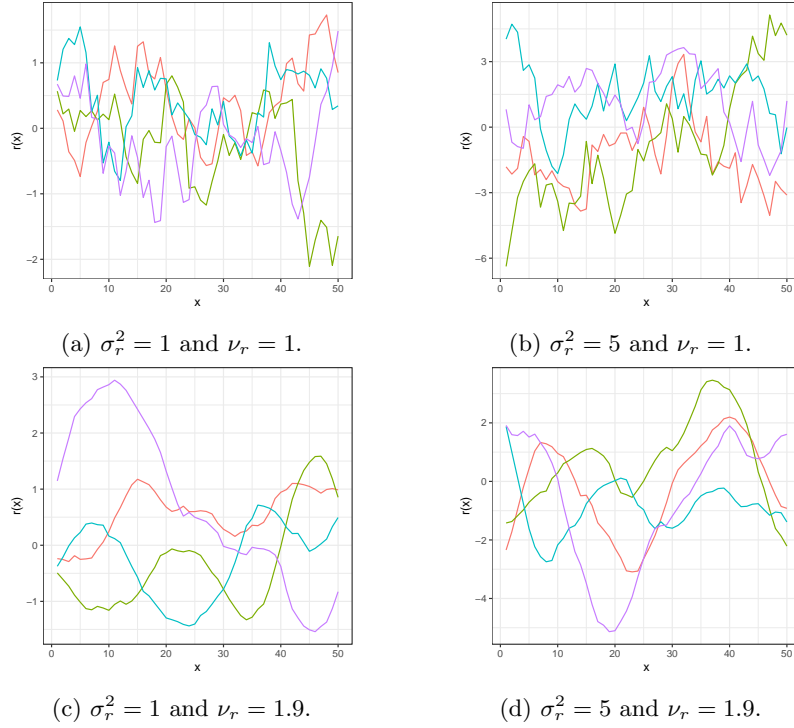 1
0
−1
−2
r(x)
0 10 20 30 40 50
x
3
0
−3
−6
r(x)
0 10 20 30 40 50
x
(a) σ_r^2 = 1 and ν_r = 1.
(b) σ_r^2 = 5 and ν_r = 1.
3
2
1
0
−1
r(x)
0 10 20 30 40 50
x
2
0
−2
−4
r(x)
0 10 20 30 40 50
x
(c) σ_r^2 = 1 and ν_r = 1.9.
(d) σ_r^2 = 5 and ν_r = 1.9.